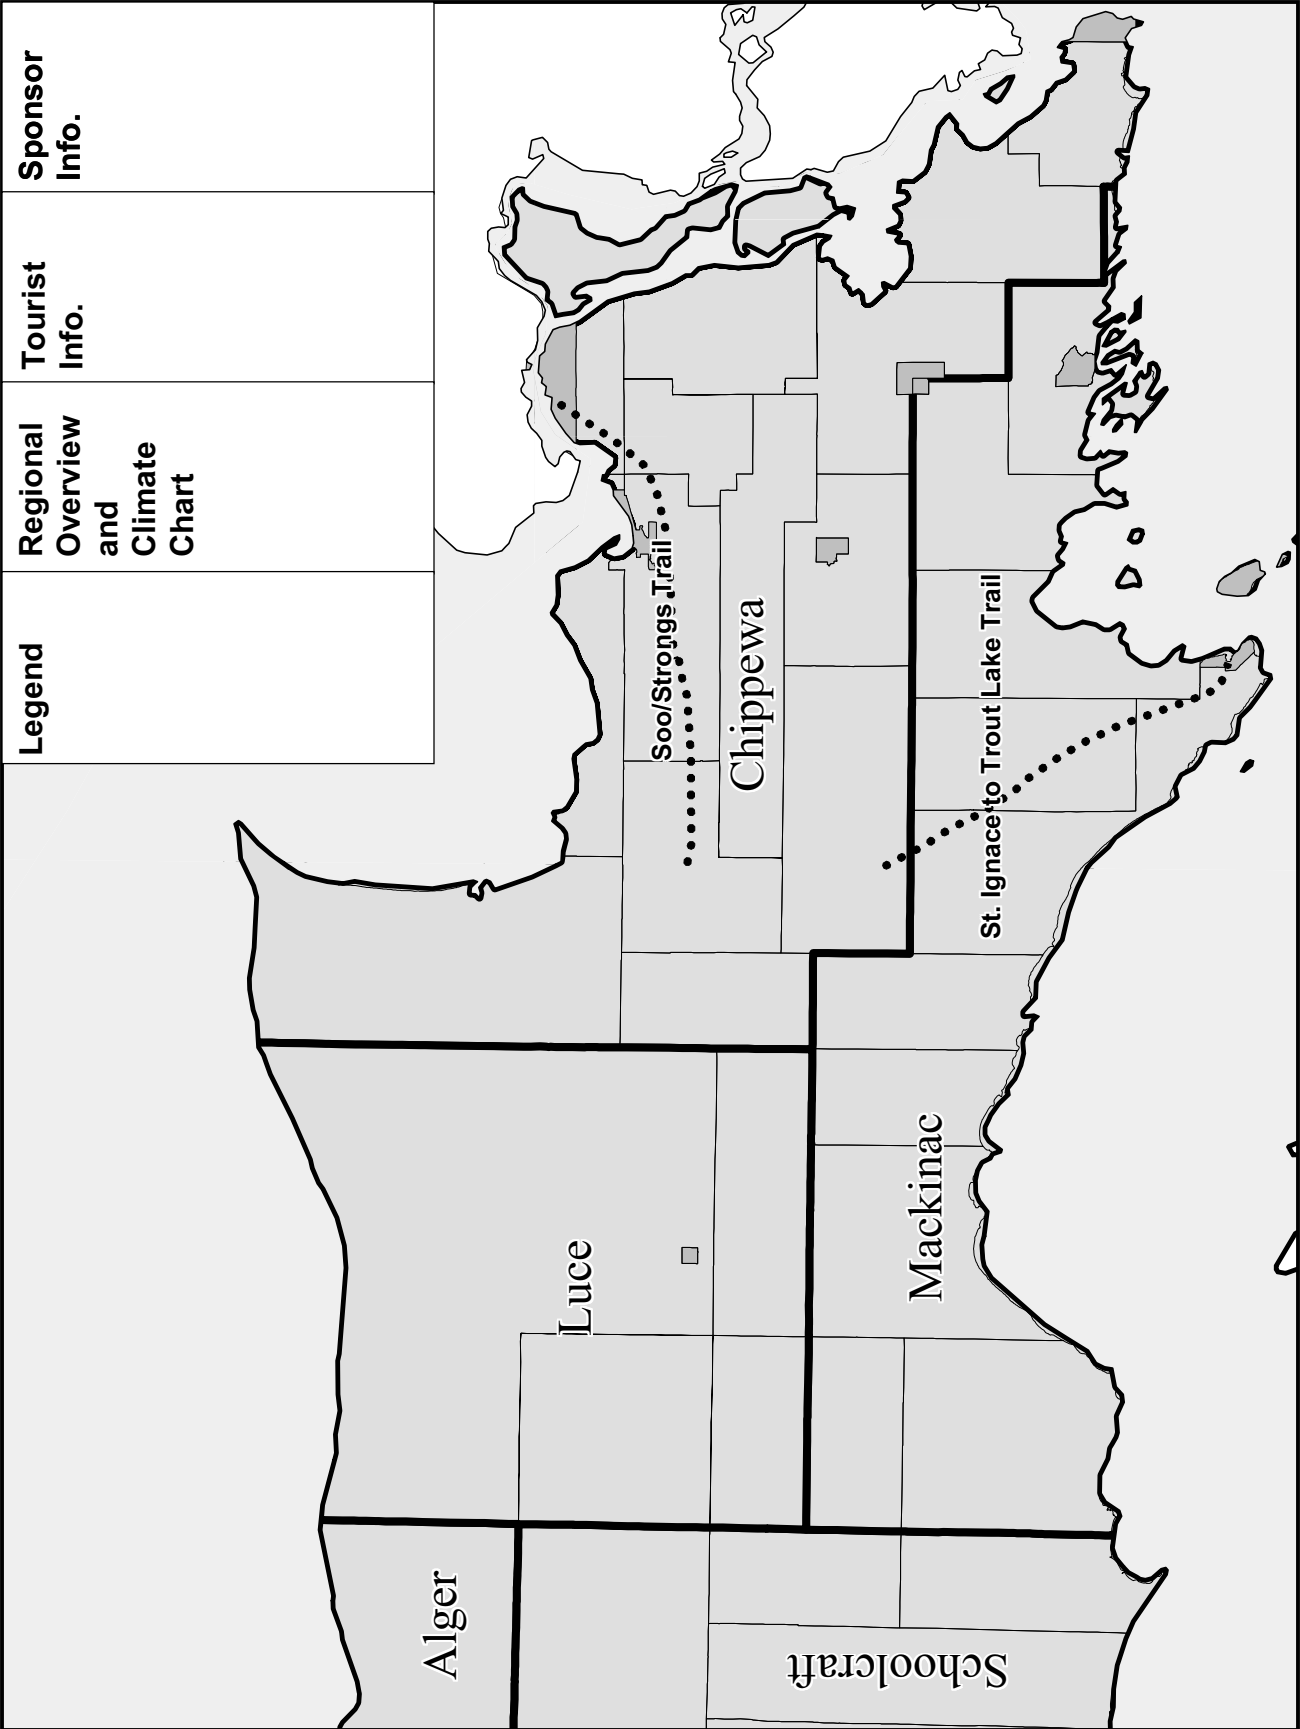 Legend
Regional
Overview
and
Climate
Chart
Tourist
Info.
Sponsor
Info.
Alger
Luce
Soo/Strongs Trail
Chippewa
Schoolcraft
Mackinac
St. Ignace to Trout Lake Trail